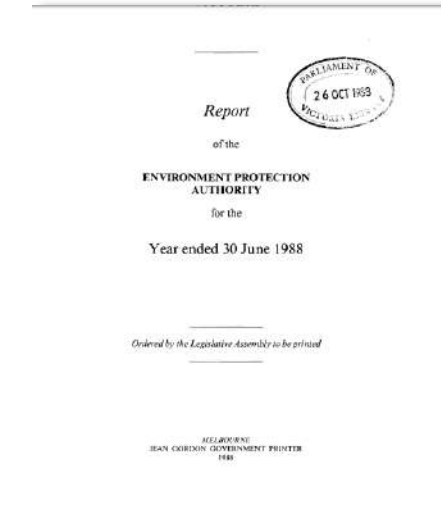 PARLIAMENT OF
26 OCT 1988
VICTORIA
Report
of the
ENVIRONMENT PROTECTION
AUTHORITY
for the
Year ended 30 June 1988
Ordered by the Legislative Assembly to be printed
MELBOURNE
JEAN GORDON GOVERNMENT PRINTER
1988